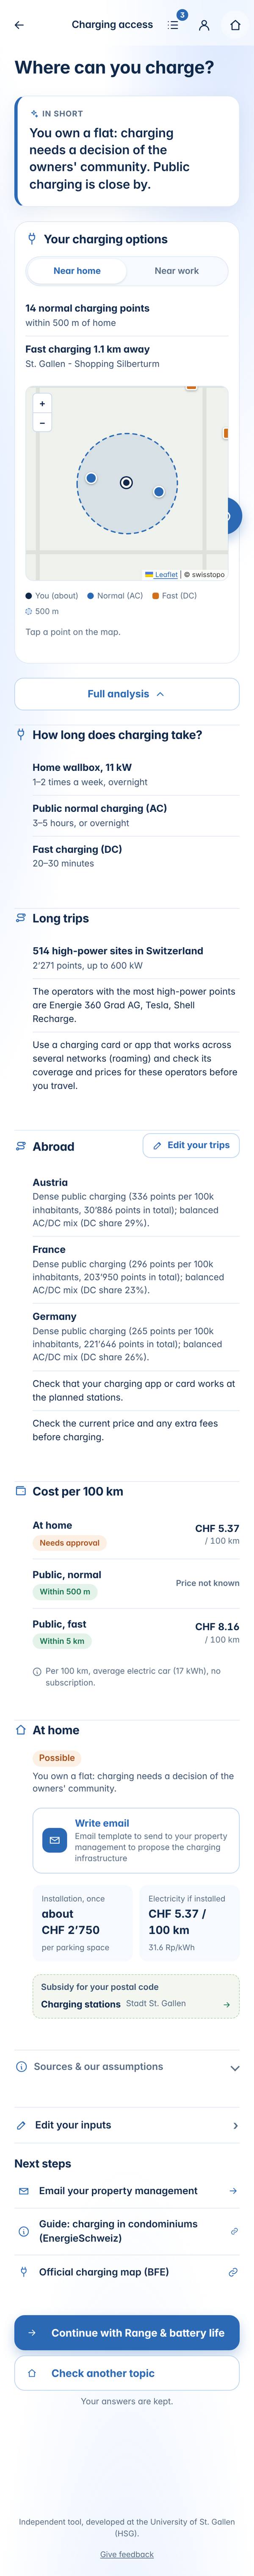 Charging access
3
Where can you charge?
IN SHORT
You own a flat: charging
needs a decision of the
owners' community. Public
charging is close by.
Your charging options
Near home
Near work
14 normal charging points
within 500 m of home
Fast charging 1.1 km away
St. Gallen - Shopping Silberturm
+
−
Leaflet | © swisstopo
You (about)
Normal (AC)
Fast (DC)
500 m
Tap a point on the map.
Full analysis
How long does charging take?
Home wallbox, 11 kW
1–2 times a week, overnight
Public normal charging (AC)
3–5 hours, or overnight
Fast charging (DC)
20–30 minutes
Long trips
514 high-power sites in Switzerland
2’271 points, up to 600 kW
The operators with the most high-power points
are Energie 360 Grad AG, Tesla, Shell
Recharge.
Use a charging card or app that works across
several networks (roaming) and check its
coverage and prices for these operators before
you travel.
Abroad
Edit your trips
Austria
Dense public charging (336 points per 100k
inhabitants, 30’886 points in total); balanced
AC/DC mix (DC share 29%).
France
Dense public charging (296 points per 100k
inhabitants, 203’950 points in total); balanced
AC/DC mix (DC share 23%).
Germany
Dense public charging (265 points per 100k
inhabitants, 221’646 points in total); balanced
AC/DC mix (DC share 26%).
Check that your charging app or card works at
the planned stations.
Check the current price and any extra fees
before charging.
Cost per 100 km
At home
Needs approval
CHF 5.37
/ 100 km
Public, normal
Within 500 m
Price not known
Public, fast
Within 5 km
CHF 8.16
/ 100 km
Per 100 km, average electric car (17 kWh), no
subscription.
At home
Possible
You own a flat: charging needs a decision of the
owners' community.
Write email
Email template to send to your property
management to propose the charging
infrastructure
Installation, once
about
CHF 2’750
per parking space
Electricity if installed
CHF 5.37 /
100 km
31.6 Rp/kWh
Subsidy for your postal code
Charging stations Stadt St. Gallen
Sources & our assumptions
Edit your inputs
Next steps
Email your property management
Guide: charging in condominiums
(EnergieSchweiz)
Official charging map (BFE)
Continue with Range & battery life
Check another topic
Your answers are kept.
Independent tool, developed at the University of St. Gallen
(HSG).
Give feedback